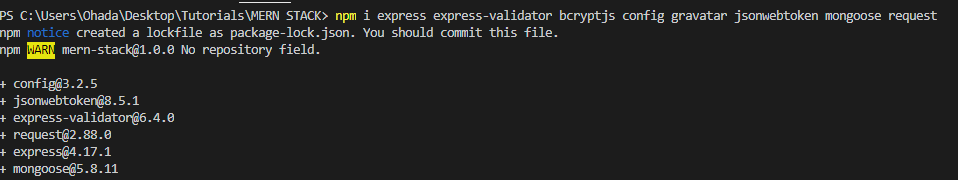 PS C:\Users\Ohada\Desktop\Tutorials\MERN STACK> npm i express express-validator bcryptjs config gravatar jsonwebtoken mongoose request
npm notice created a lockfile as package-lock.json. You should commit this file.
npm WARN mern-stack@1.0.0 No repository field.
+ config@3.2.5
+ jsonwebtoken@8.5.1
+ express-validator@6.4.0
+ request@2.88.0
+ express@4.17.1
+ mongoose@5.8.11